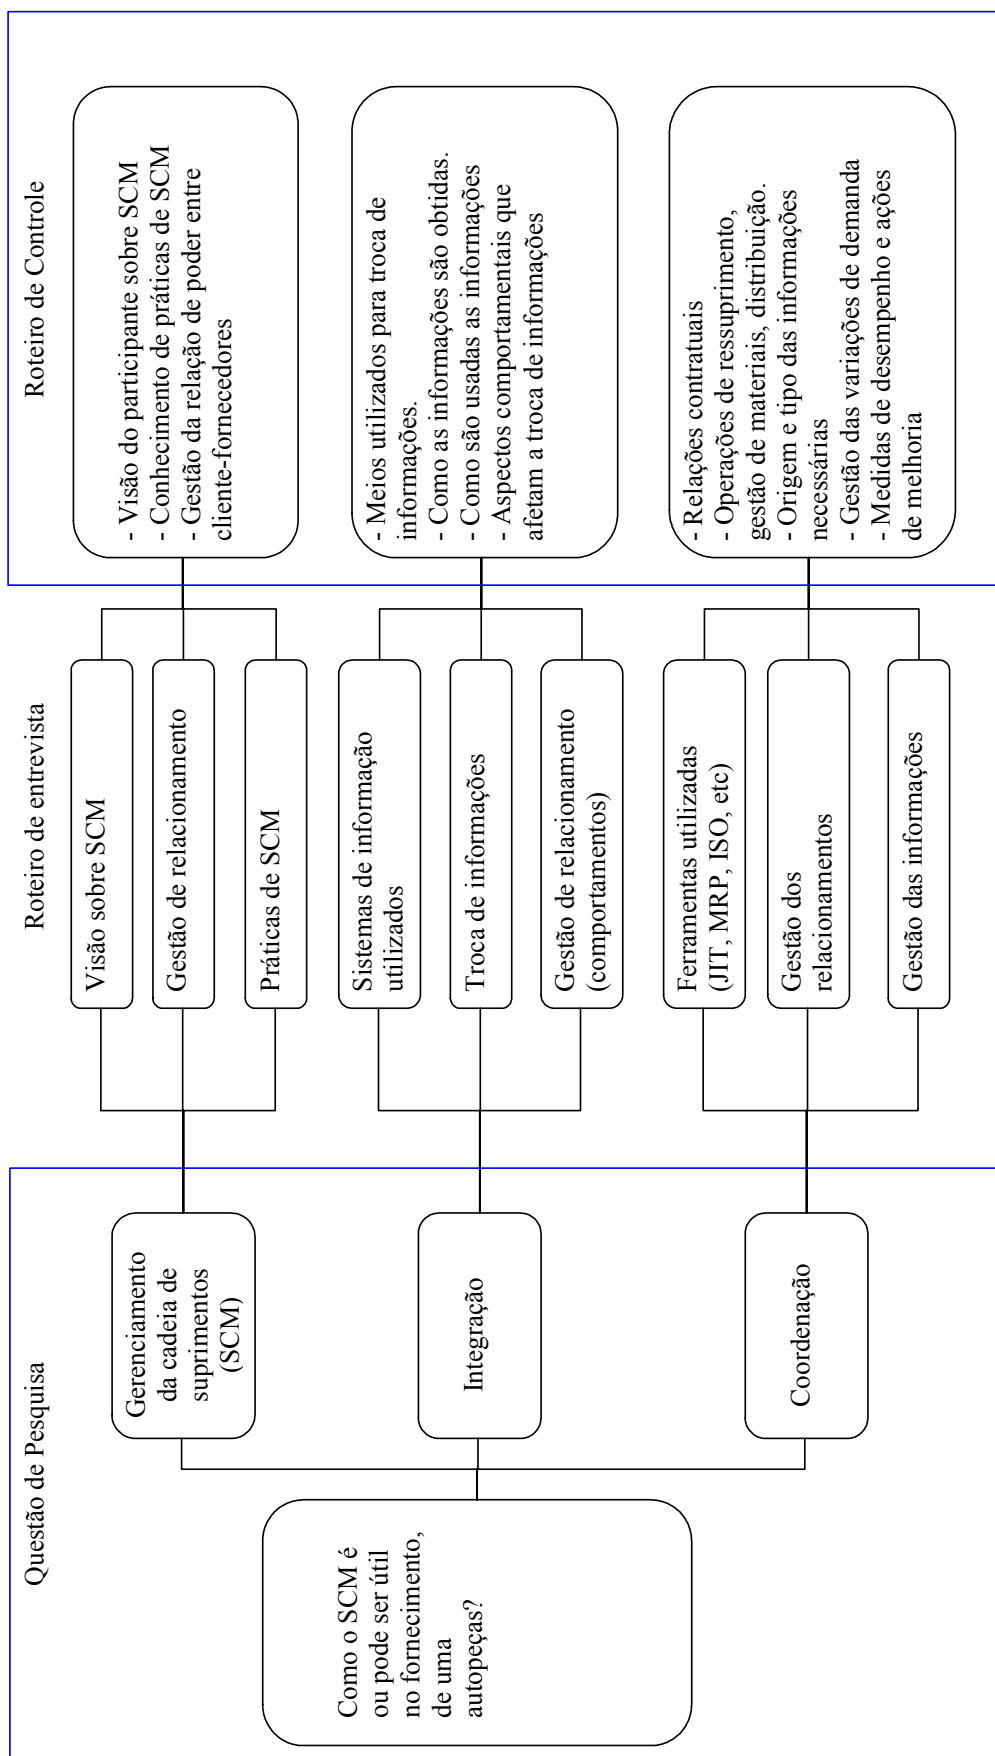 Questão de Pesquisa
Roteiro de entrevista
Roteiro de Controle
Como o SCM é
ou pode ser útil
no fornecimento,
de uma
autopeças?
Gerenciamento
da cadeia de
suprimentos
(SCM)
Visão sobre SCM
Gestão de relacionamento
Práticas de SCM
- Visão do participante sobre SCM
- Conhecimento de práticas de SCM
- Gestão da relação de poder entre
cliente-fornecedores
Integração
Sistemas de informação
utilizados
Troca de informações
Gestão de relacionamento
(comportamentos)
- Meios utilizados para troca de
informações.
- Como as informações são obtidas.
- Como são usadas as informações
- Aspectos comportamentais que
afetam a troca de informações
Coordenação
Ferramentas utilizadas
(JIT, MRP, ISO, etc)
Gestão dos
relacionamentos
Gestão das informações
- Relações contratuais
- Operações de ressuprimento,
gestão de materiais, distribuição.
- Origem e tipo das informações
necessárias
- Gestão das variações de demanda
- Medidas de desempenho e ações
de melhoria